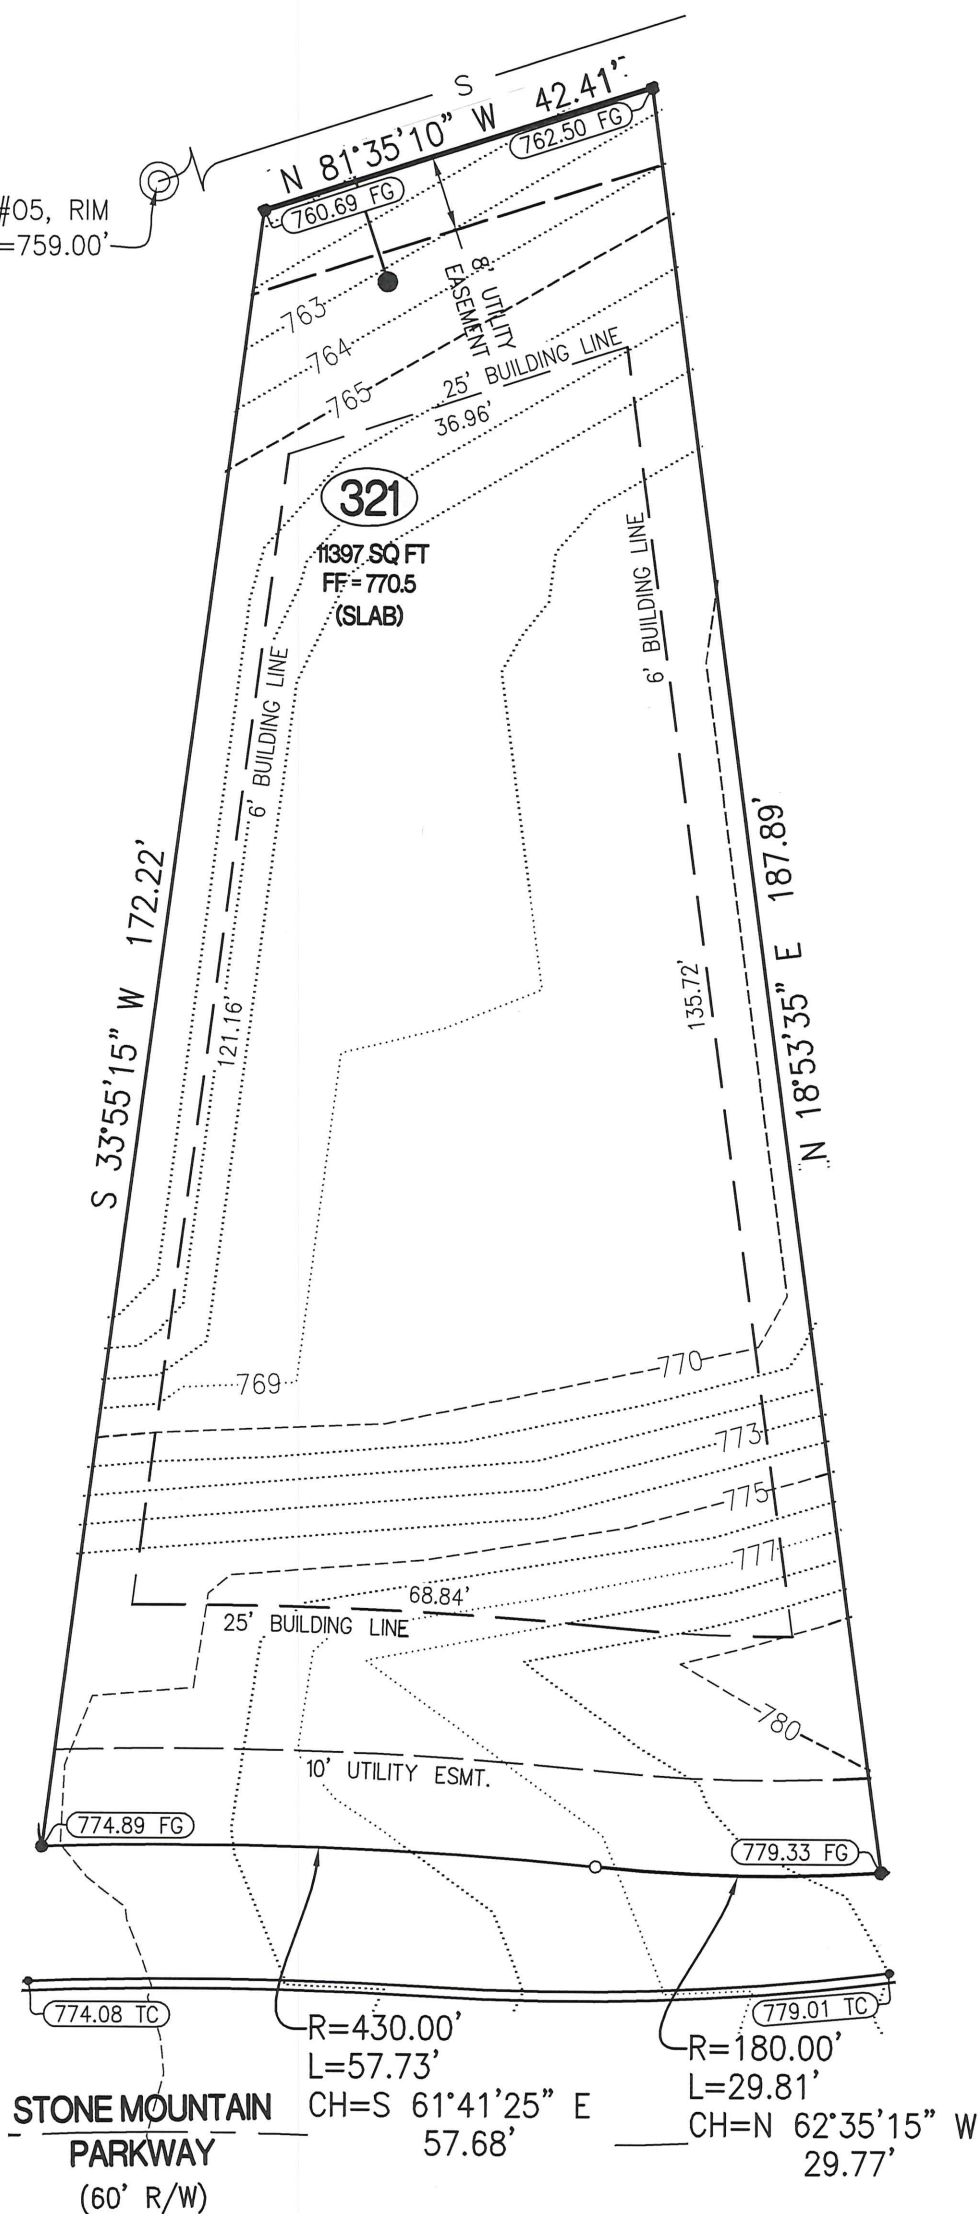 S
N 81°35'10" W 42.41'
762.50 FG
760.69 FG
#05, RIM
=759.00'
8' UTILITY
EASEMENT
763
764
765
25' BUILDING LINE
36.96'
321
11397 SQ FT
FF = 770.5
(SLAB)
6' BUILDING LINE
6' BUILDING LINE
S 33°55'15" W 172.22'
121.16'
135.72'
N 18°53'35" E 187.89'
769
770
773
775
777
68.84'
25' BUILDING LINE
780
10' UTILITY ESMT.
774.89 FG
779.33 FG
774.08 TC
779.01 TC
R=430.00'
L=57.73'
CH=S 61°41'25" E
57.68'
R=180.00'
L=29.81'
CH=N 62°35'15" W
29.77'
STONE MOUNTAIN
PARKWAY
(60' R/W)